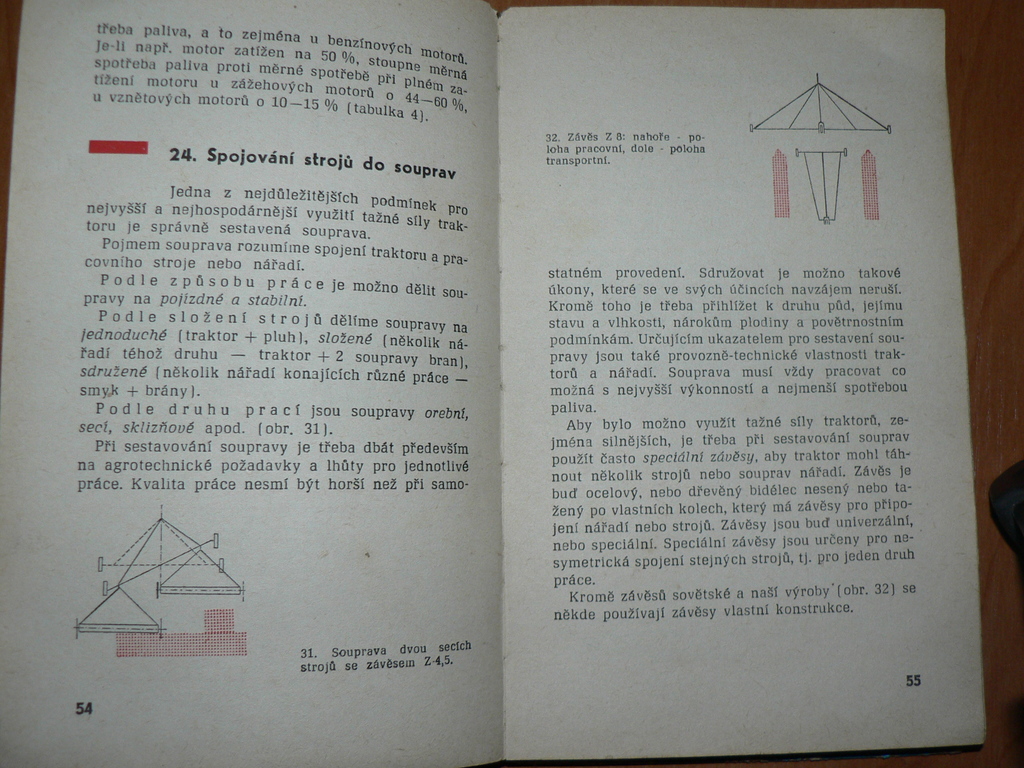 třeba paliva, a to zejména u benzínových motorů.
Je-li např. motor zatížen na 50 %, stoupne měrná
spotřeba paliva proti měrné spotřebě při plném za-
tížení motoru u zážehových motorů o 44—60 %,
u vznětových motorů o 10—15 % (tabulka 4).
24. Spojování strojů do souprav
Jedna z nejdůležitějších podmínek pro
nejvyšší a nejhospodárnější využití tažné síly trak-
toru je správně sestavená souprava.
Pojmem souprava rozumíme spojení traktoru a pra-
covního stroje nebo nářadí.
Podle způsobu práce je možno dělit sou-
pravy na pojízdné a stabilní.
Podle složení strojů dělíme soupravy na
jednoduché (traktor + pluh), složené (několik ná-
řadí téhož druhu — traktor + 2 soupravy bran),
sdružené (několik nářadí konajících různé práce —
smyk + brány).
Podle druhu prací jsou soupravy orební,
secí, sklizňové apod. (obr. 31).
Při sestavování soupravy je třeba dbát především
na agrotechnické požadavky a lhůty pro jednotlivé
práce. Kvalita práce nesmí být horší než při samo-
31. Souprava dvou secích
strojů se závěsem Z-4,5.
54
32. Závěs Z 8: nahoře - po-
loha pracovní, dole - poloha
transportní.
statném provedení. Sdružovat je možno takové
úkony, které se ve svých účincích navzájem neruší.
Kromě toho je třeba přihlížet k druhu půd, jejímu
stavu a vlhkosti, nárokům plodiny a povětrnostním
podmínkám. Určujícím ukazatelem pro sestavení sou-
pravy jsou také provozně-technické vlastnosti trak-
torů a nářadí. Souprava musí vždy pracovat co
možná s nejvyšší výkonností a nejmenší spotřebou
paliva.
Aby bylo možno využít tažné síly traktorů, ze-
jména silnějších, je třeba při sestavování souprav
použít často speciální závěsy, aby traktor mohl táh-
nout několik strojů nebo souprav nářadí. Závěs je
buď ocelový, nebo dřevěný bidélec nesený nebo ta-
žený po vlastních kolech, který má závěsy pro připo-
jení nářadí nebo strojů. Závěsy jsou buď univerzální,
nebo speciální. Speciální závěsy jsou určeny pro ne-
symetrická spojení stejných strojů, tj. pro jeden druh
práce.
Kromě závěsů sovětské a naší výroby (obr. 32) se
někde používají závěsy vlastní konstrukce.
55